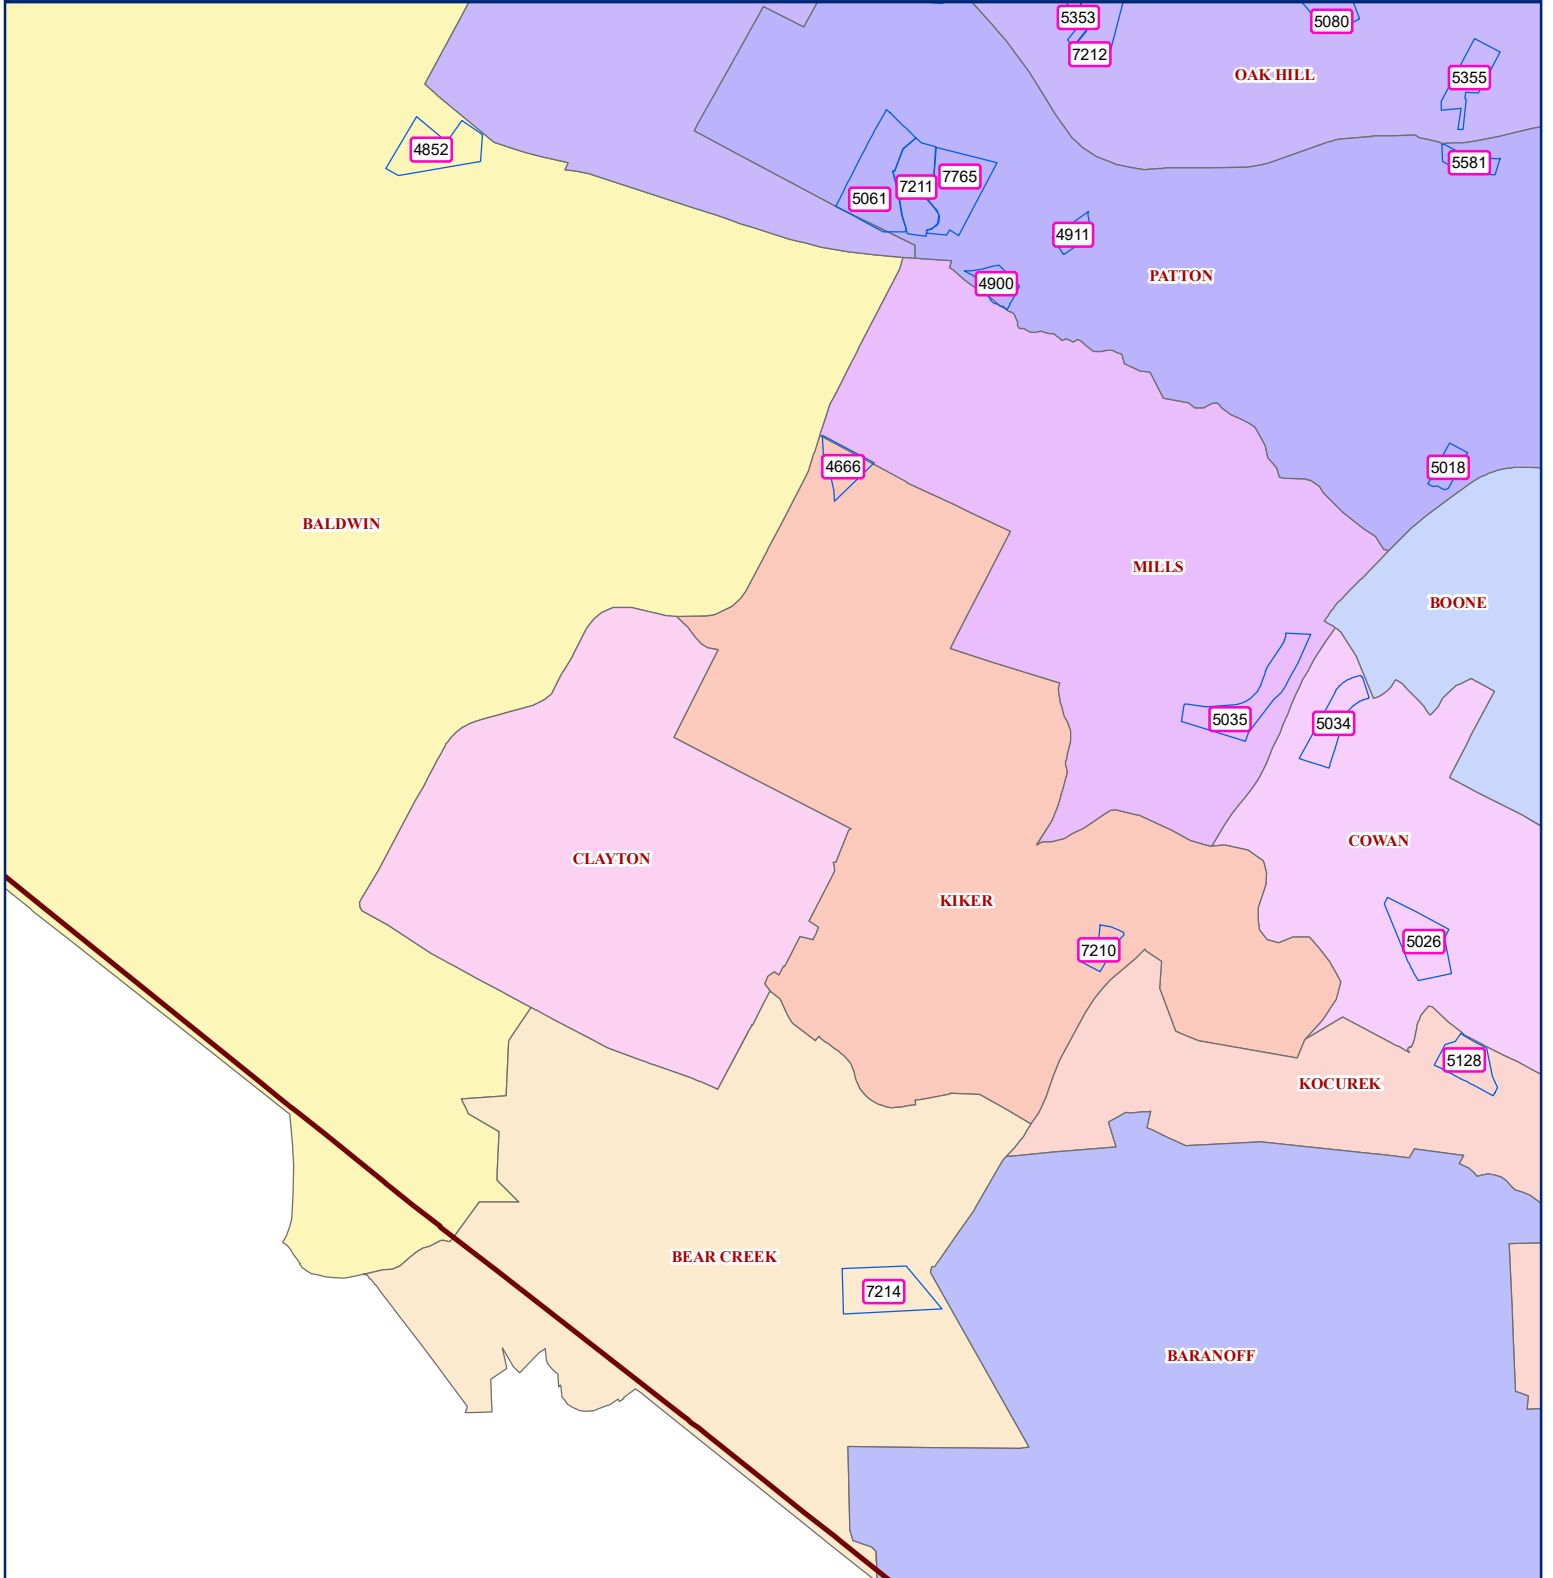 5353
5080
7212
OAK HILL
5355
4852
5581
7765
7211
5061
4911
PATTON
4900
4666
5018
BALDWIN
MILLS
BOONE
5035
5034
COWAN
CLAYTON
KIKER
5026
7210
5128
KOCUREK
BEAR CREEK
7214
BARANOFF